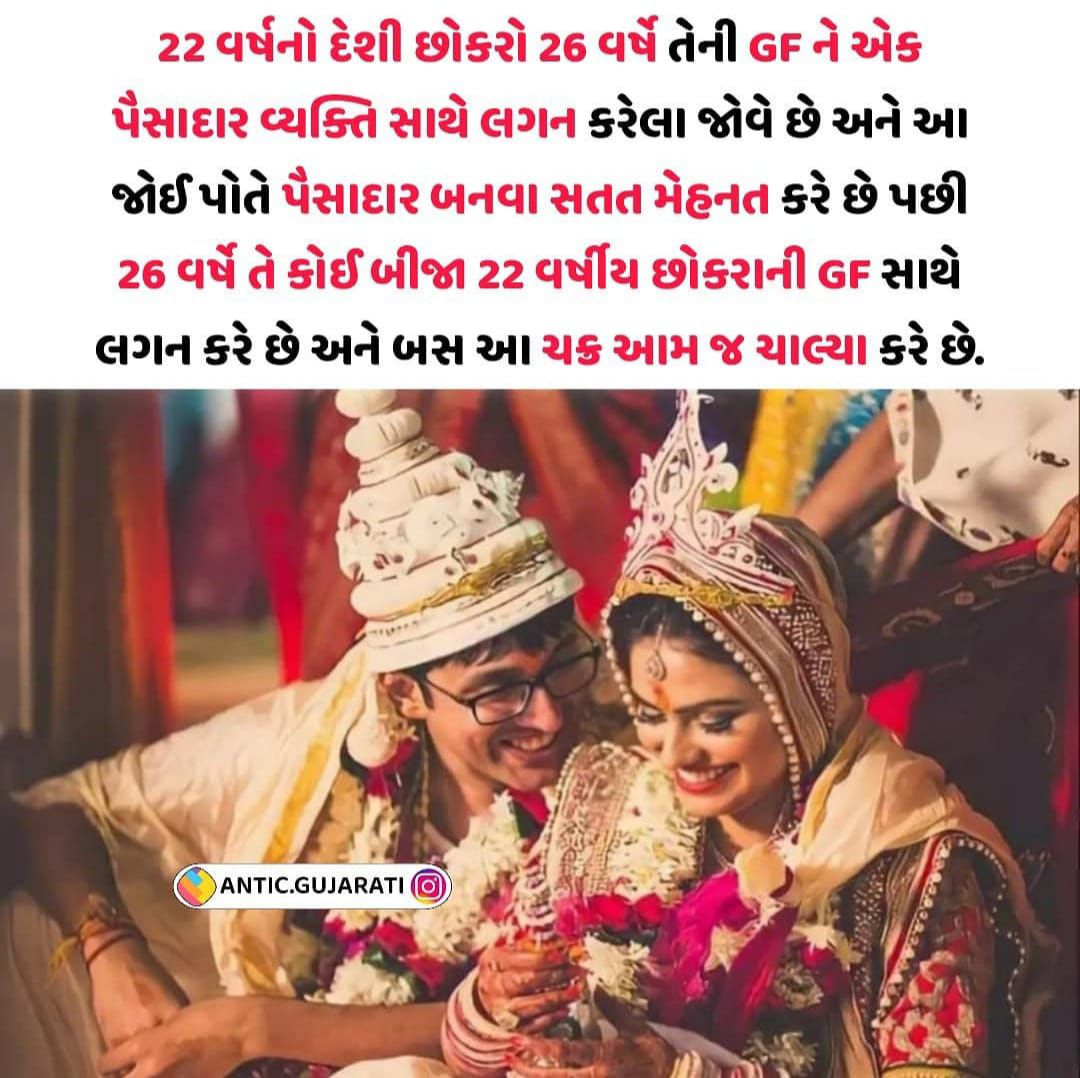 22 વર્ષનો દેશી છોકરો 26 વર્ષે તેની GF ને એક
પૈસાદાર વ્યક્તિ સાથે લગન કરેલા જોવે છે અને આ
જોઈ પોતે પૈસાદાર બનવા સતત મેહનત કરે છે પછી
26 વર્ષે તે કોઈ બીજા 22 વર્ષીય છોકરાની GF સાથે
લગન કરે છે અને બસ આ ચક્ર આમ જ ચાલ્યા કરે છે.
ANTIC.GUJARATI